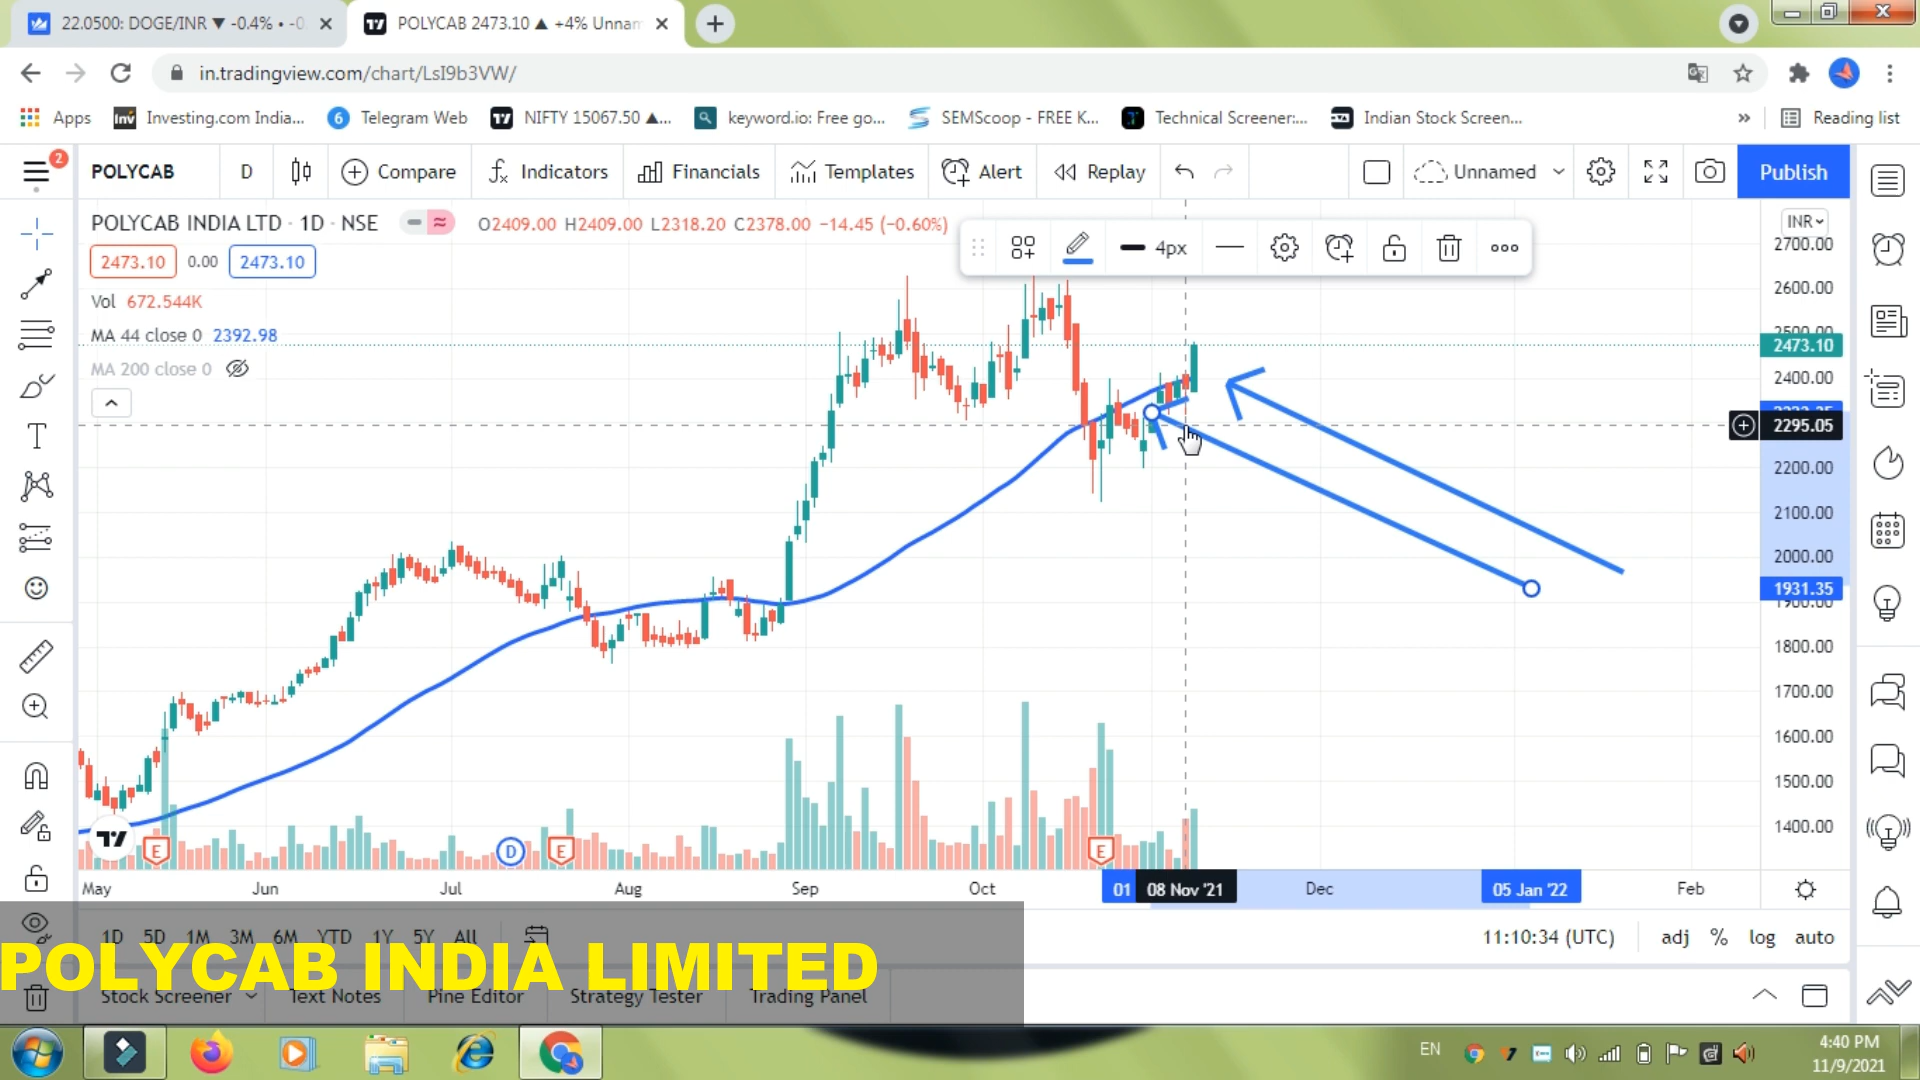 22.0500: DOGE/INR ▼ -0.4% • -0
POLYCAB 2473.10 ▲ +4% Unnam
in.tradingview.com/chart/LsI9b3VW/
Apps
Investing.com India...
Telegram Web
NIFTY 15067.50 ▲...
keyword.io: Free go...
SEMScoop - FREE K...
Technical Screener:...
Indian Stock Screen...
»
Reading list
2
POLYCAB
D
Compare
Indicators
Financials
Templates
Alert
Replay
Unnamed
Publish
POLYCAB INDIA LTD · 1D · NSE
O2409.00 H2409.00 L2318.20 C2378.00 −14.45 (−0.60%)
4px
INR
2473.10
0.00
2473.10
Vol 672.544K
MA 44 close 0 2392.98
MA 200 close 0
2700.00
2600.00
2500.00
2473.10
2400.00
2295.05
2200.00
2100.00
2000.00
1931.35
1900.00
1800.00
1700.00
1600.00
1500.00
1400.00
E
D
E
E
May
Jun
Jul
Aug
Sep
Oct
01
08 Nov '21
Dec
05 Jan '22
Feb
1D 5D 1M 3M 6M YTD 1Y 5Y All
11:10:34 (UTC)
adj
%
log
auto
POLYCAB INDIA LIMITED
Stock Screener
Text Notes
Pine Editor
Strategy Tester
Trading Panel
EN
4:40 PM
11/9/2021